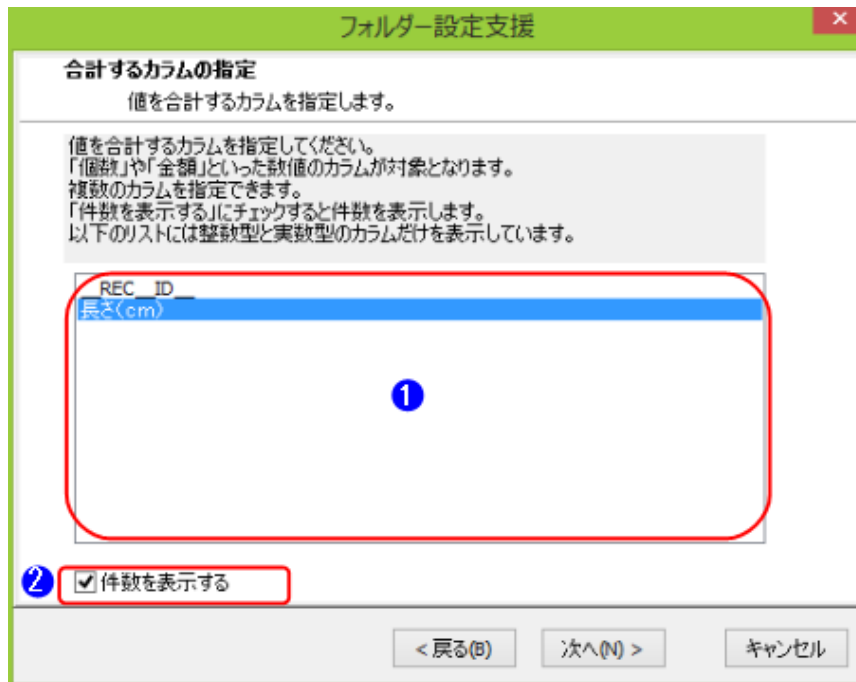 フォルダー設定支援
合計するカラムの指定
値を合計するカラムを指定します。
値を合計するカラムを指定してください。
「個数」や「金額」といった数値のカラムが対象となります。
複数のカラムを指定できます。
「件数を表示する」にチェックすると件数を表示します。
以下のリストには整数型と実数型のカラムだけを表示しています。
__REC__ID__
長さ(cm)
1
2 件数を表示する
< 戻る(B) 次へ(N) > キャンセル